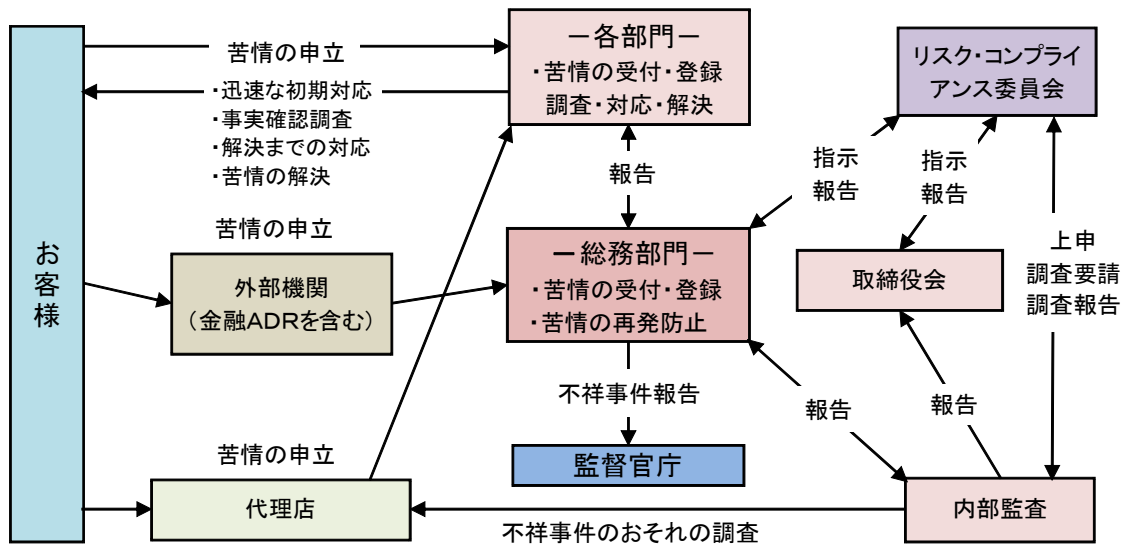 苦情の申立
・迅速な初期対応
・事実確認調査
・解決までの対応
・苦情の解決
－各部門－
・苦情の受付・登録
調査・対応・解決
リスク・コンプライ
アンス委員会
報告
指示
報告
指示
報告
お客様
苦情の申立
外部機関
（金融ADRを含む）
－総務部門－
・苦情の受付・登録
・苦情の再発防止
取締役会
上申
調査要請
調査報告
不祥事件報告
報告
報告
監督官庁
苦情の申立
代理店
内部監査
不祥事件のおそれの調査